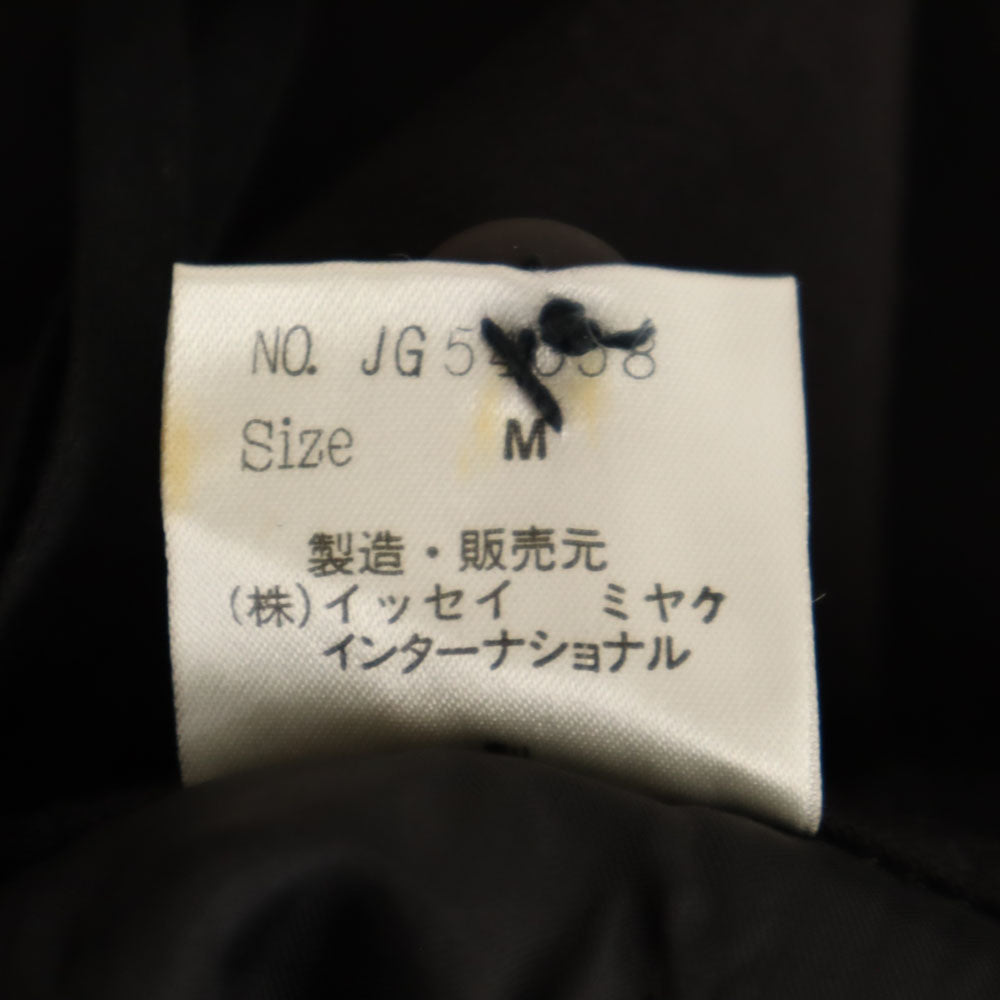 NO.
Size M
製造・販売元
(株)イッセイ ミヤケ
インターナショナル